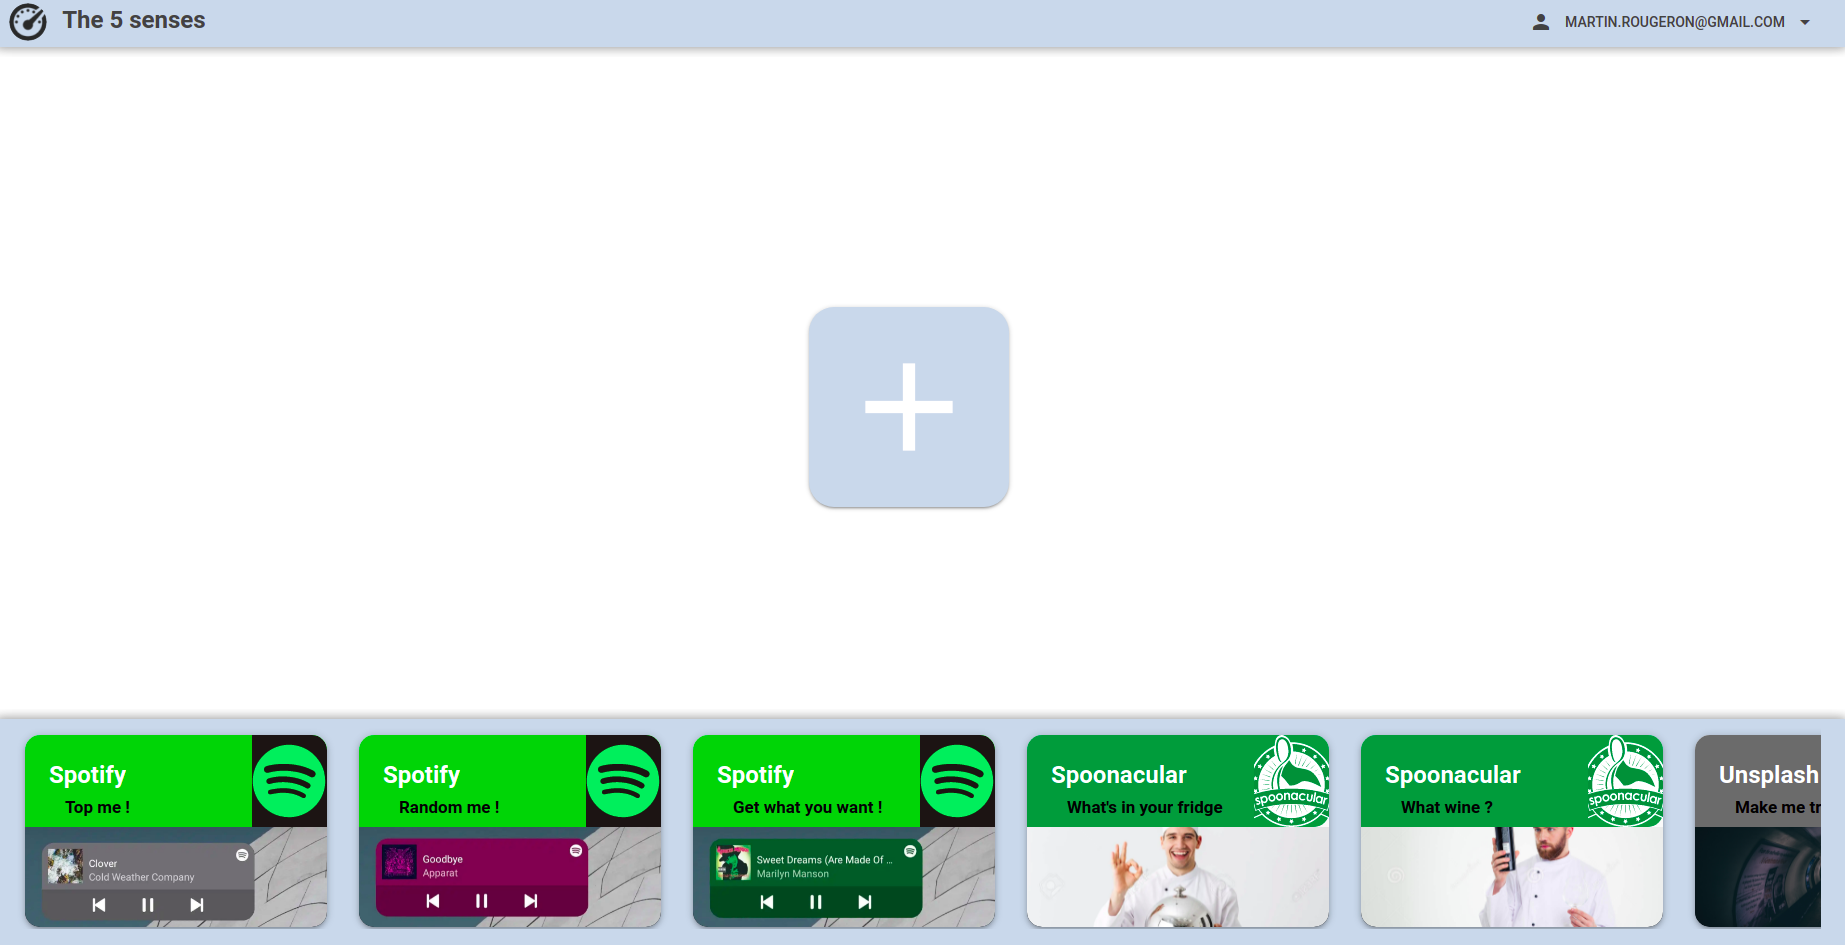 The 5 senses
MARTIN.ROUGERON@GMAIL.COM
Spotify
Top me !
Clover
Cold Weather Company
Spotify
Random me !
Goodbye
Apparat
Spotify
Get what you want !
Sweet Dreams (Are Made Of ...
Marilyn Manson
Spoonacular
What's in your fridge
spoonacular
Spoonacular
What wine ?
spoonacular
Unsplash
Make me tr